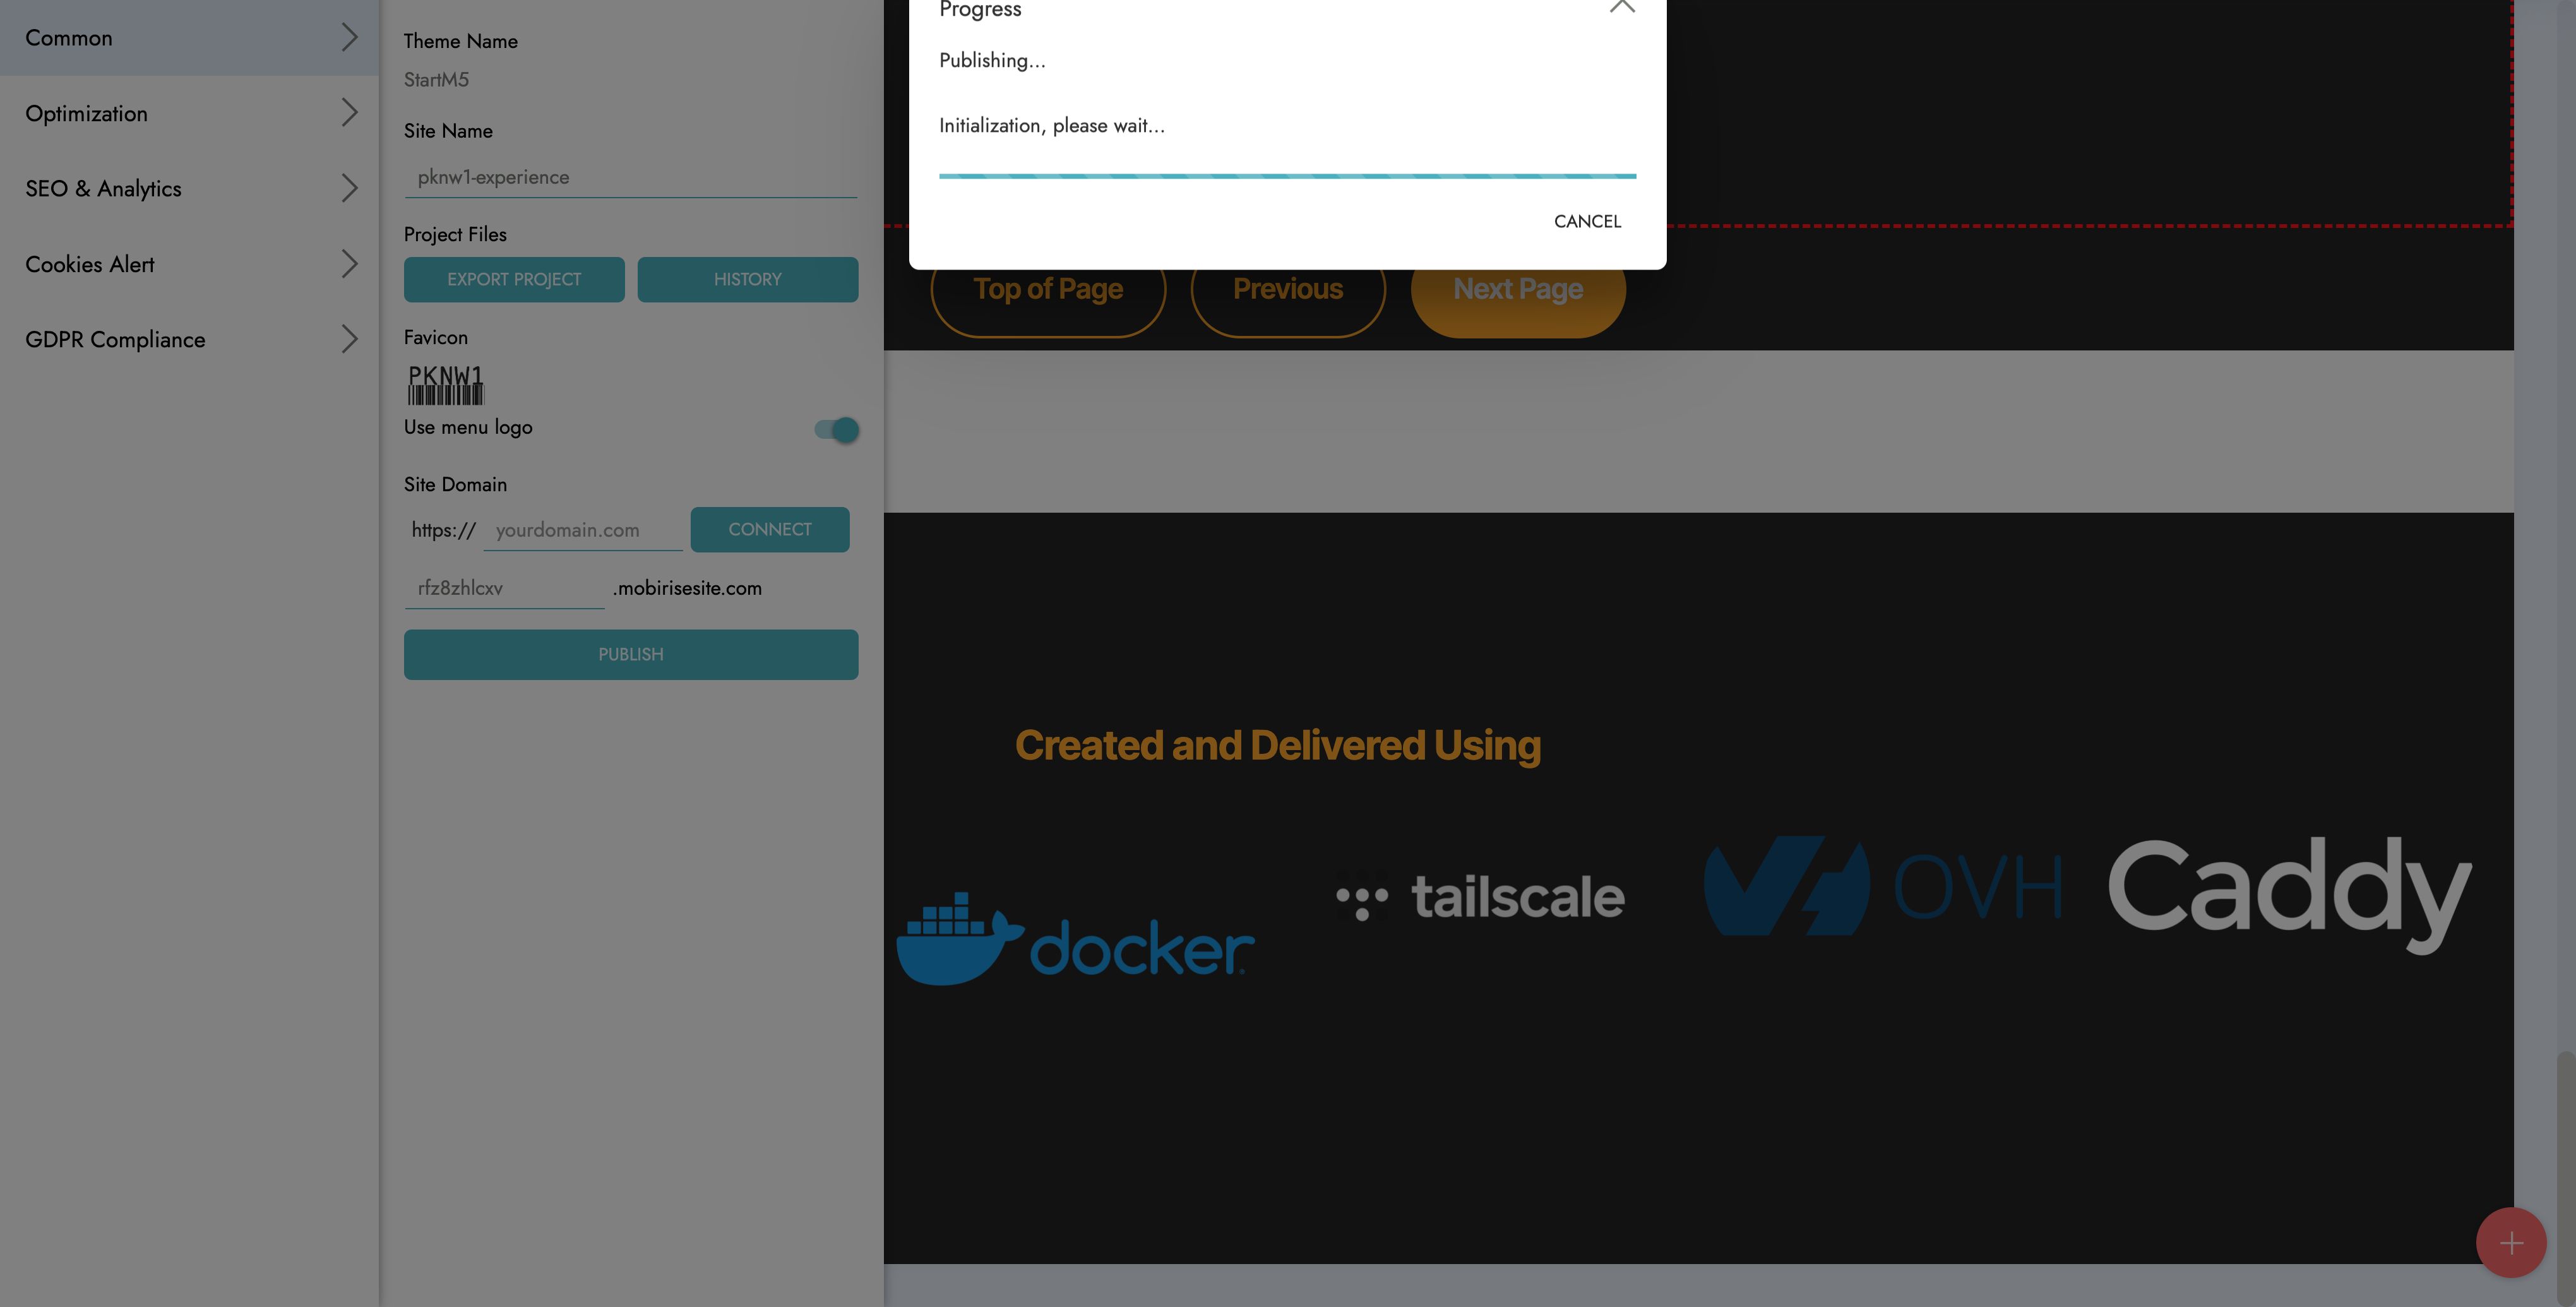 Common
Optimization
SEO & Analytics
Cookies Alert
GDPR Compliance
Theme Name
StartM5
Site Name
pknw1-experience
Project Files
EXPORT PROJECT
HISTORY
Favicon
PKNW1
Use menu logo
Site Domain
https://
yourdomain.com
CONNECT
rfz8zhlcxv
.mobirisesite.com
PUBLISH
Progress
Publishing...
Initialization, please wait...
CANCEL
Top of Page
Previous
Next Page
Created and Delivered Using
docker
tailscale
OVH
Caddy